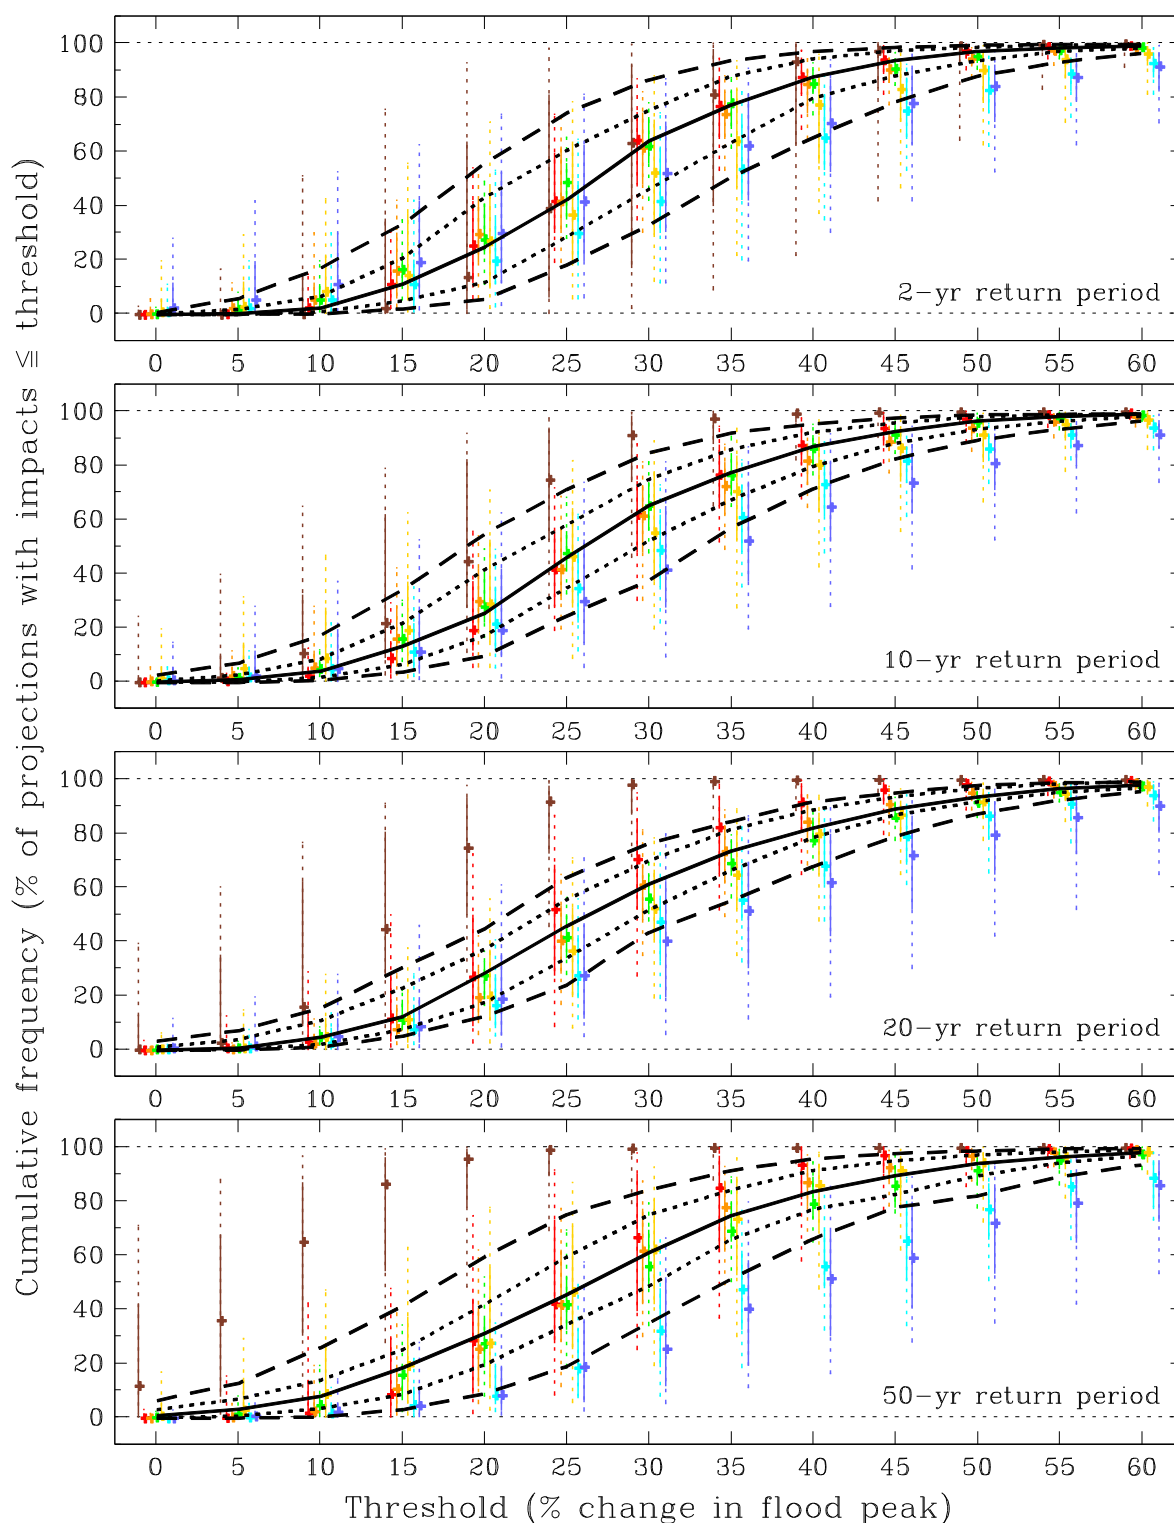 Cumulative frequency (% of projections with impacts ≤ threshold)
100
80
60
40
20
0
2-yr return period
0 5 10 15 20 25 30 35 40 45 50 55 60
100
80
60
40
20
0
10-yr return period
0 5 10 15 20 25 30 35 40 45 50 55 60
100
80
60
40
20
0
20-yr return period
0 5 10 15 20 25 30 35 40 45 50 55 60
100
80
60
40
20
0
50-yr return period
0 5 10 15 20 25 30 35 40 45 50 55 60
Threshold (% change in flood peak)